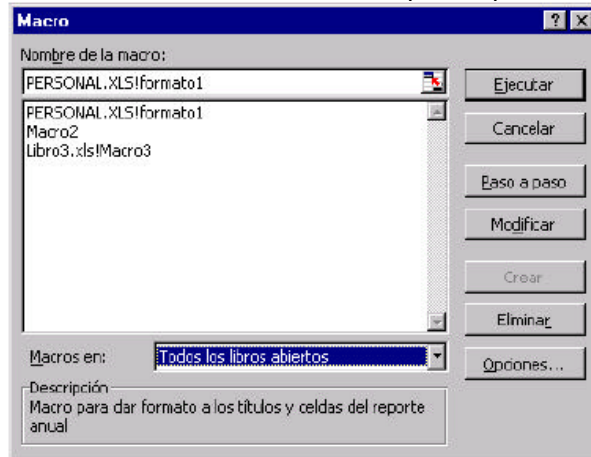 Macro
Nombre de la macro:
PERSONAL.XLS!formato1
Ejecutar
PERSONAL.XLS!formato1
Macro2
Libro3.xls!Macro3
Cancelar
Paso a paso
Modificar
Crear
Eliminar
Macros en:
Todos los libros abiertos
Opciones...
Descripción
Macro para dar formato a los títulos y celdas del reporte
anual